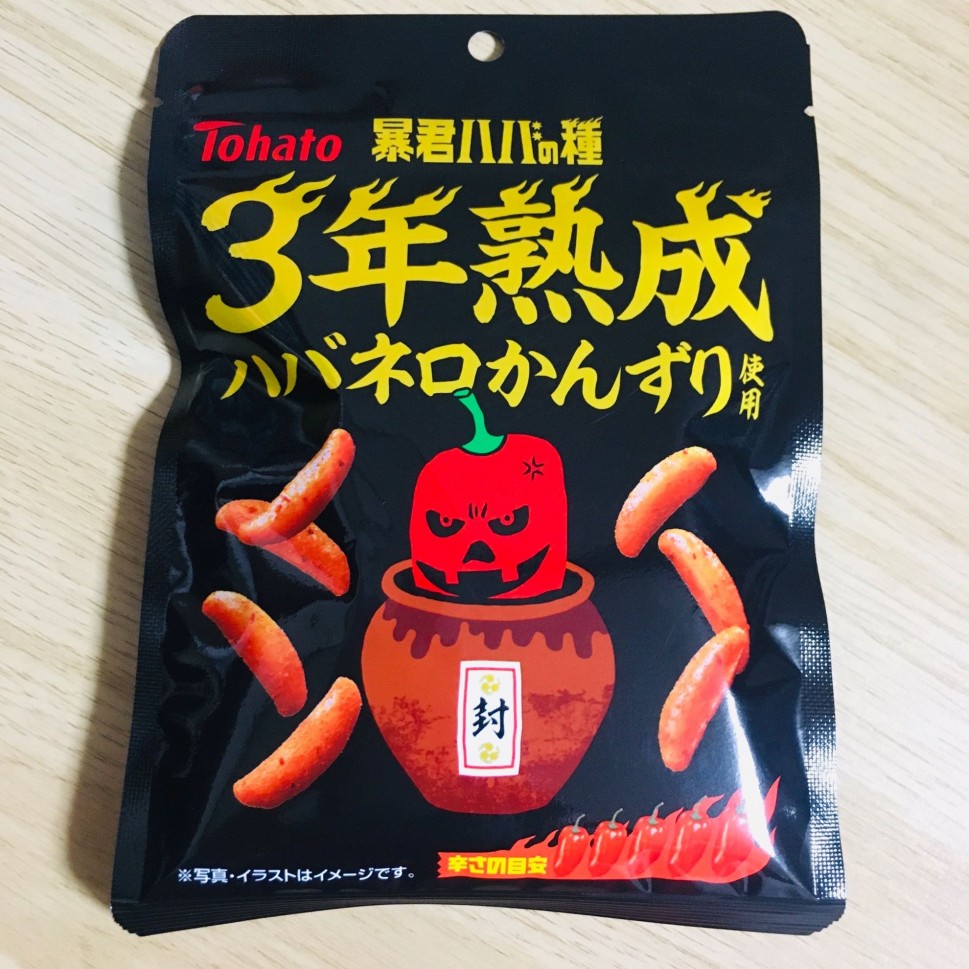 Tohato 暴君ハバの種
3年熟成
ハバネロかんずり使用
封
辛さの目安
※写真・イラストはイメージです。